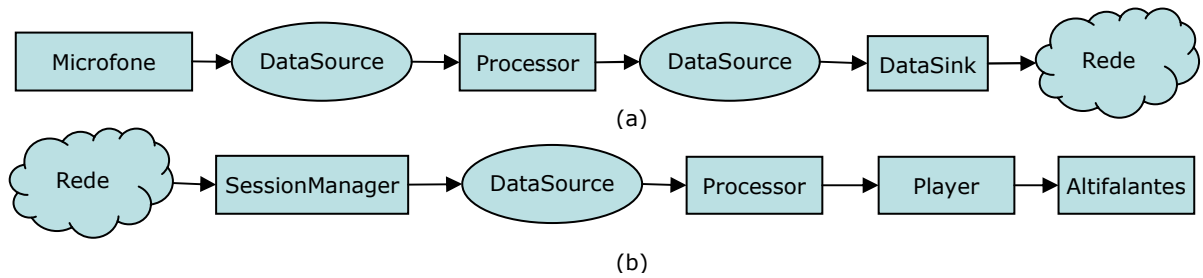 Microfone DataSource Processor DataSource DataSink Rede
(a)
Rede SessionManager DataSource Processor Player Altifalantes
(b)